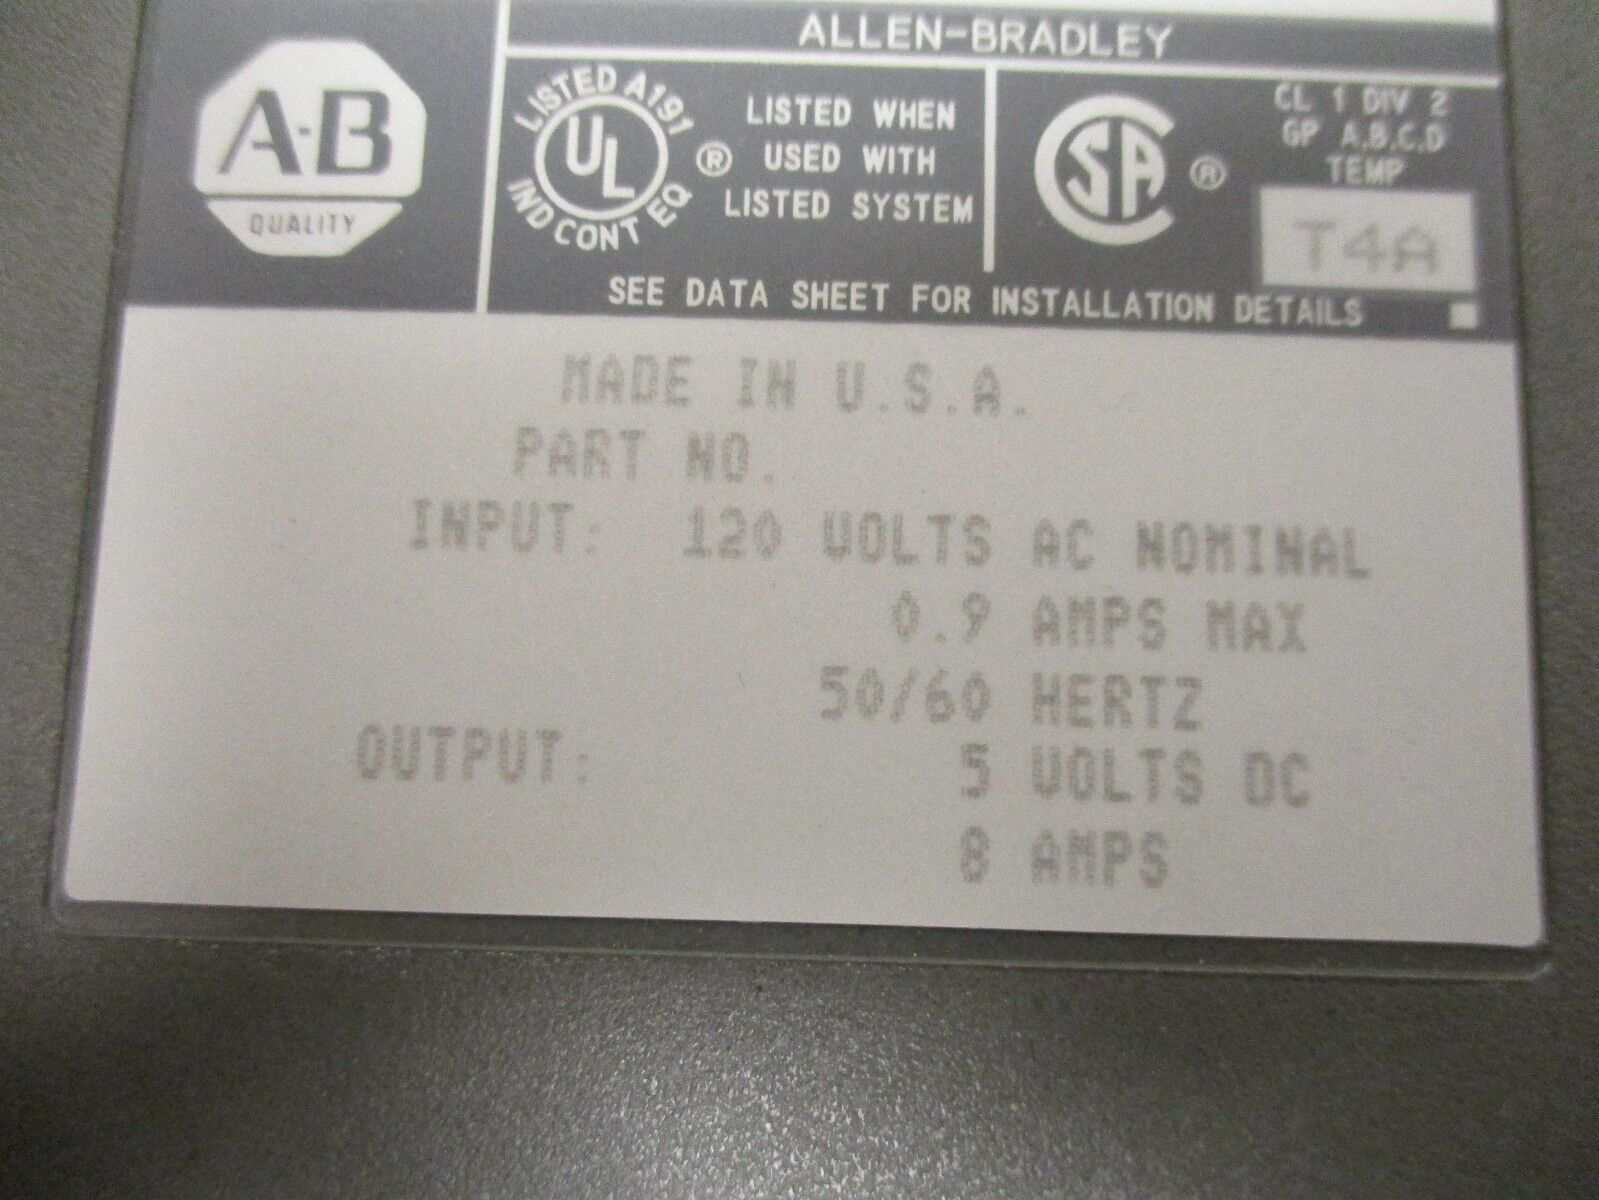 ALLEN-BRADLEY
A-B
QUALITY
LISTED A191
UL
IND CONT EQ
®
LISTED WHEN
USED WITH
LISTED SYSTEM
CSA
®
CL 1 DIV 2
GP A,B,C,D
TEMP
T4A
SEE DATA SHEET FOR INSTALLATION DETAILS
MADE IN U.S.A.
PART NO.
INPUT: 120 VOLTS AC NOMINAL
0.9 AMPS MAX
50/60 HERTZ
OUTPUT: 5 VOLTS DC
8 AMPS